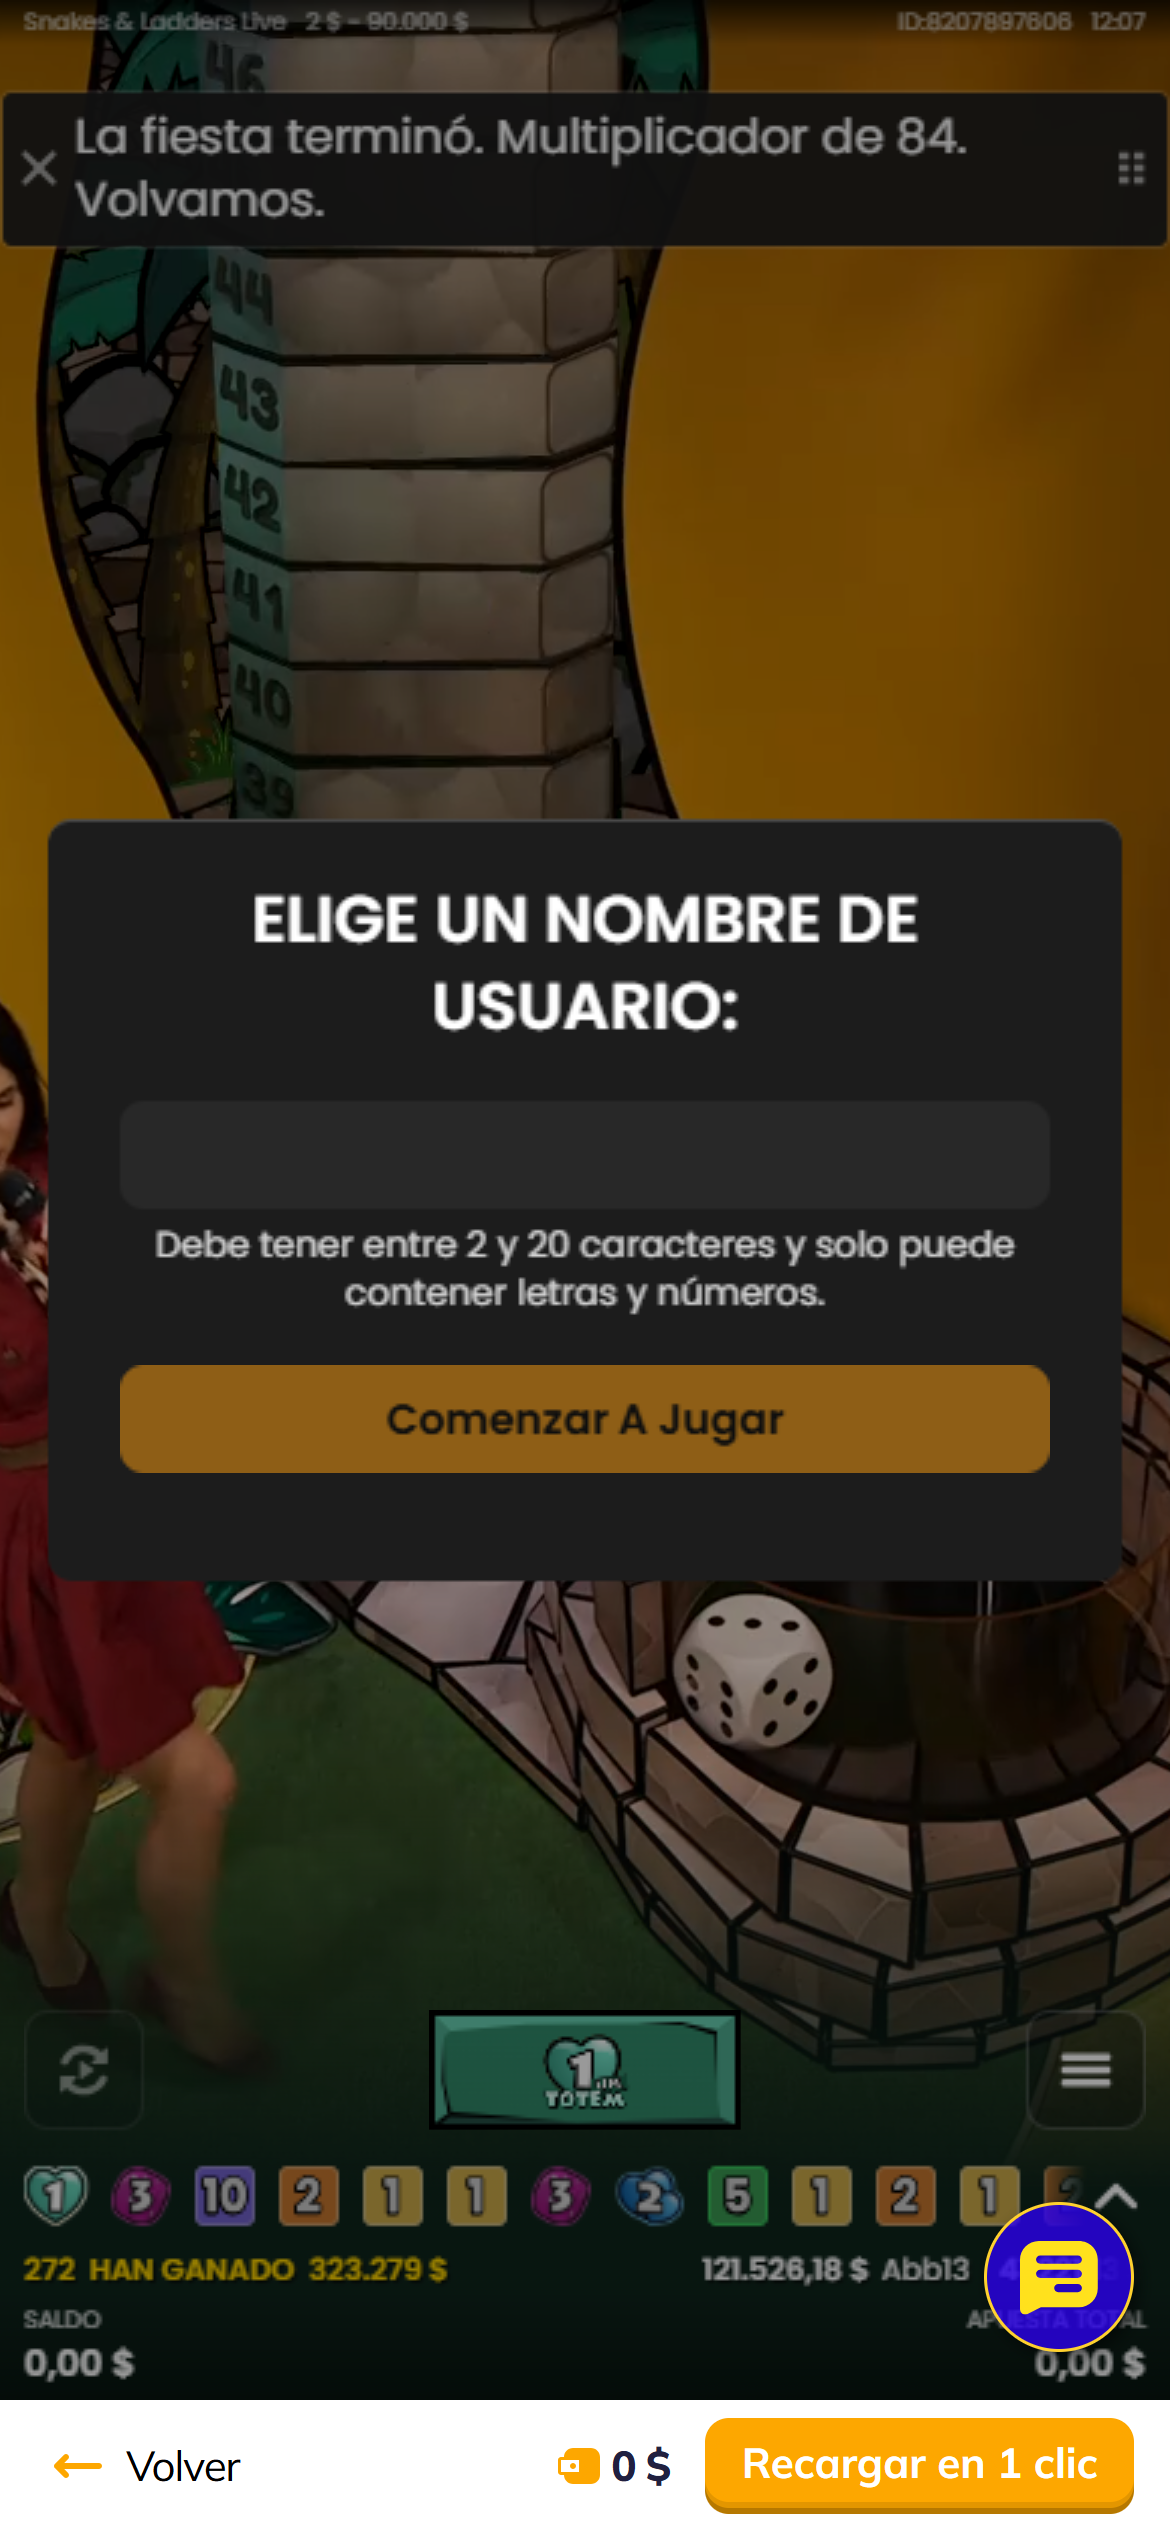 Snakes & Ladders Live 2 $ - 90.000 $
ID:8207897606 12:07
46
La fiesta terminó. Multiplicador de 84.
Volvamos.
44
43
42
41
40
39
ELIGE UN NOMBRE DE
USUARIO:
Debe tener entre 2 y 20 caracteres y solo puede
contener letras y números.
Comenzar A Jugar
1
TOTEM
1 3 10 2 1 1 3 2 5 1 2 1 2
272 HAN GANADO 323.279 $
121.526,18 $ Abb13
SALDO
APUESTA TOTAL
0,00 $
0,00 $
Volver
0 $
Recargar en 1 clic